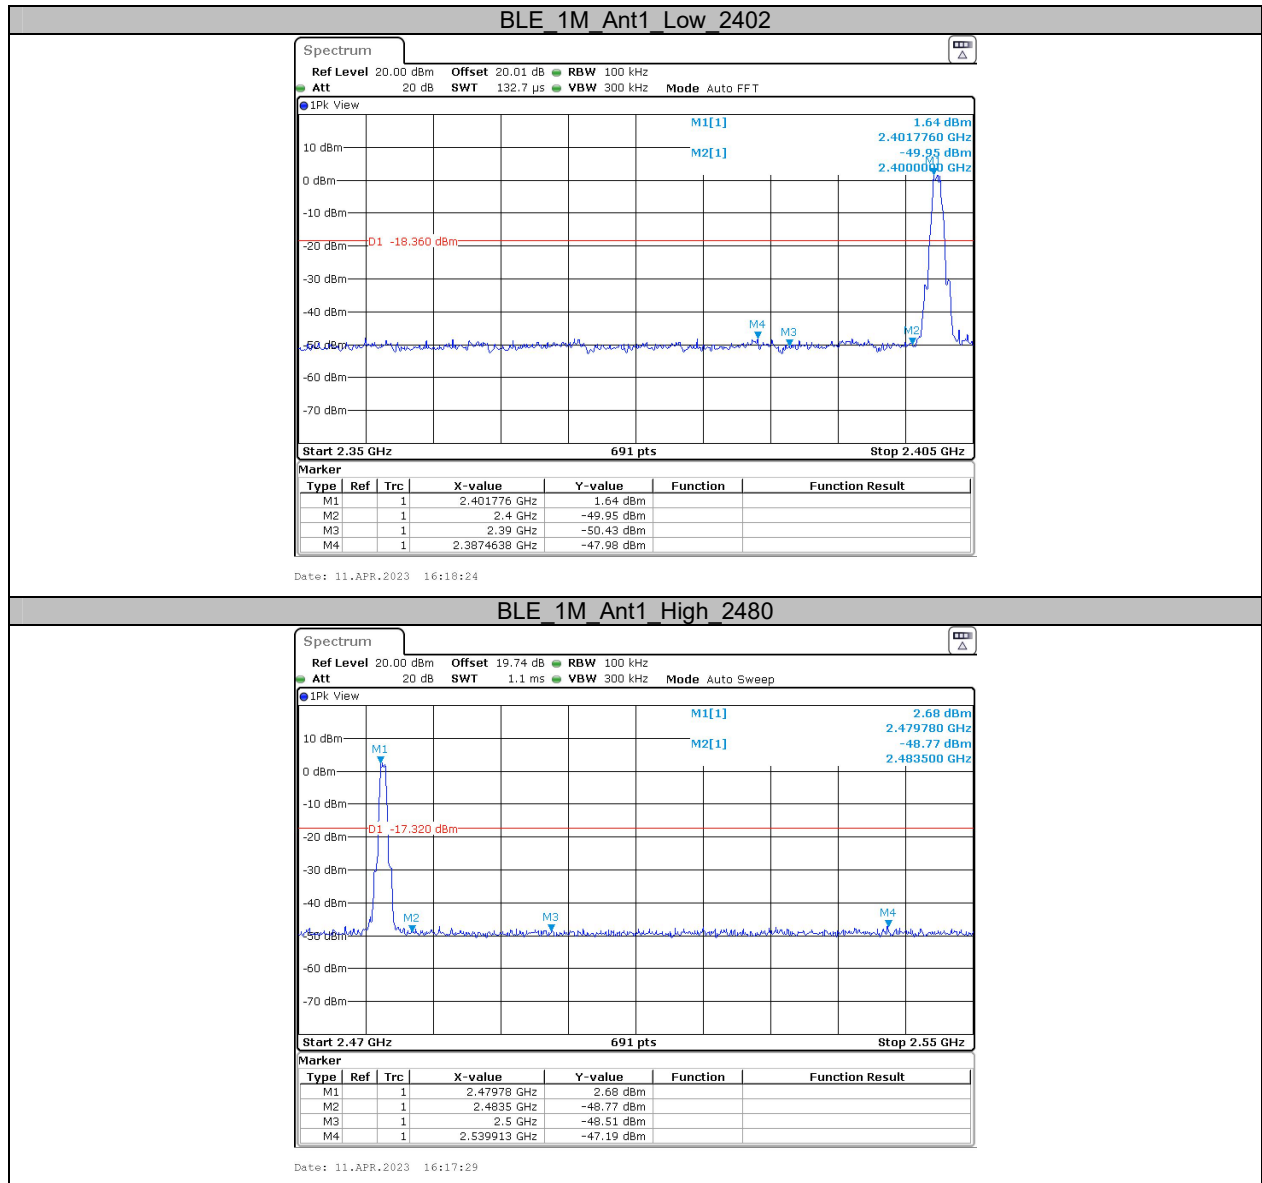 BLE_1M_Ant1_Low_2402
Spectrum
Ref Level 20.00 dBm Offset 20.01 dB RBW 100 kHz
Att 20 dB SWT 132.7 µs VBW 300 kHz Mode Auto FFT
1Pk View
M1[1] 1.64 dBm
2.4017760 GHz
M2[1] -49.95 dBm
2.4000000 GHz
M1
10 dBm
0 dBm
-10 dBm
D1 -18.360 dBm
-20 dBm
-30 dBm
-40 dBm
M4 M3 M2
-50 dBm
-60 dBm
-70 dBm
Start 2.35 GHz 691 pts Stop 2.405 GHz
Marker
Type Ref Trc X-value Y-value Function Function Result
M1 1 2.401776 GHz 1.64 dBm
M2 1 2.4 GHz -49.95 dBm
M3 1 2.39 GHz -50.43 dBm
M4 1 2.3874638 GHz -47.98 dBm
Date: 11.APR.2023 16:18:24
BLE_1M_Ant1_High_2480
Spectrum
Ref Level 20.00 dBm Offset 19.74 dB RBW 100 kHz
Att 20 dB SWT 1.1 ms VBW 300 kHz Mode Auto Sweep
1Pk View
M1[1] 2.68 dBm
2.479780 GHz
M2[1] -48.77 dBm
2.483500 GHz
10 dBm
M1
0 dBm
-10 dBm
D1 -17.320 dBm
-20 dBm
-30 dBm
-40 dBm
M2 M3 M4
-50 dBm
-60 dBm
-70 dBm
Start 2.47 GHz 691 pts Stop 2.55 GHz
Marker
Type Ref Trc X-value Y-value Function Function Result
M1 1 2.47978 GHz 2.68 dBm
M2 1 2.4835 GHz -48.77 dBm
M3 1 2.5 GHz -48.51 dBm
M4 1 2.539913 GHz -47.19 dBm
Date: 11.APR.2023 16:17:29